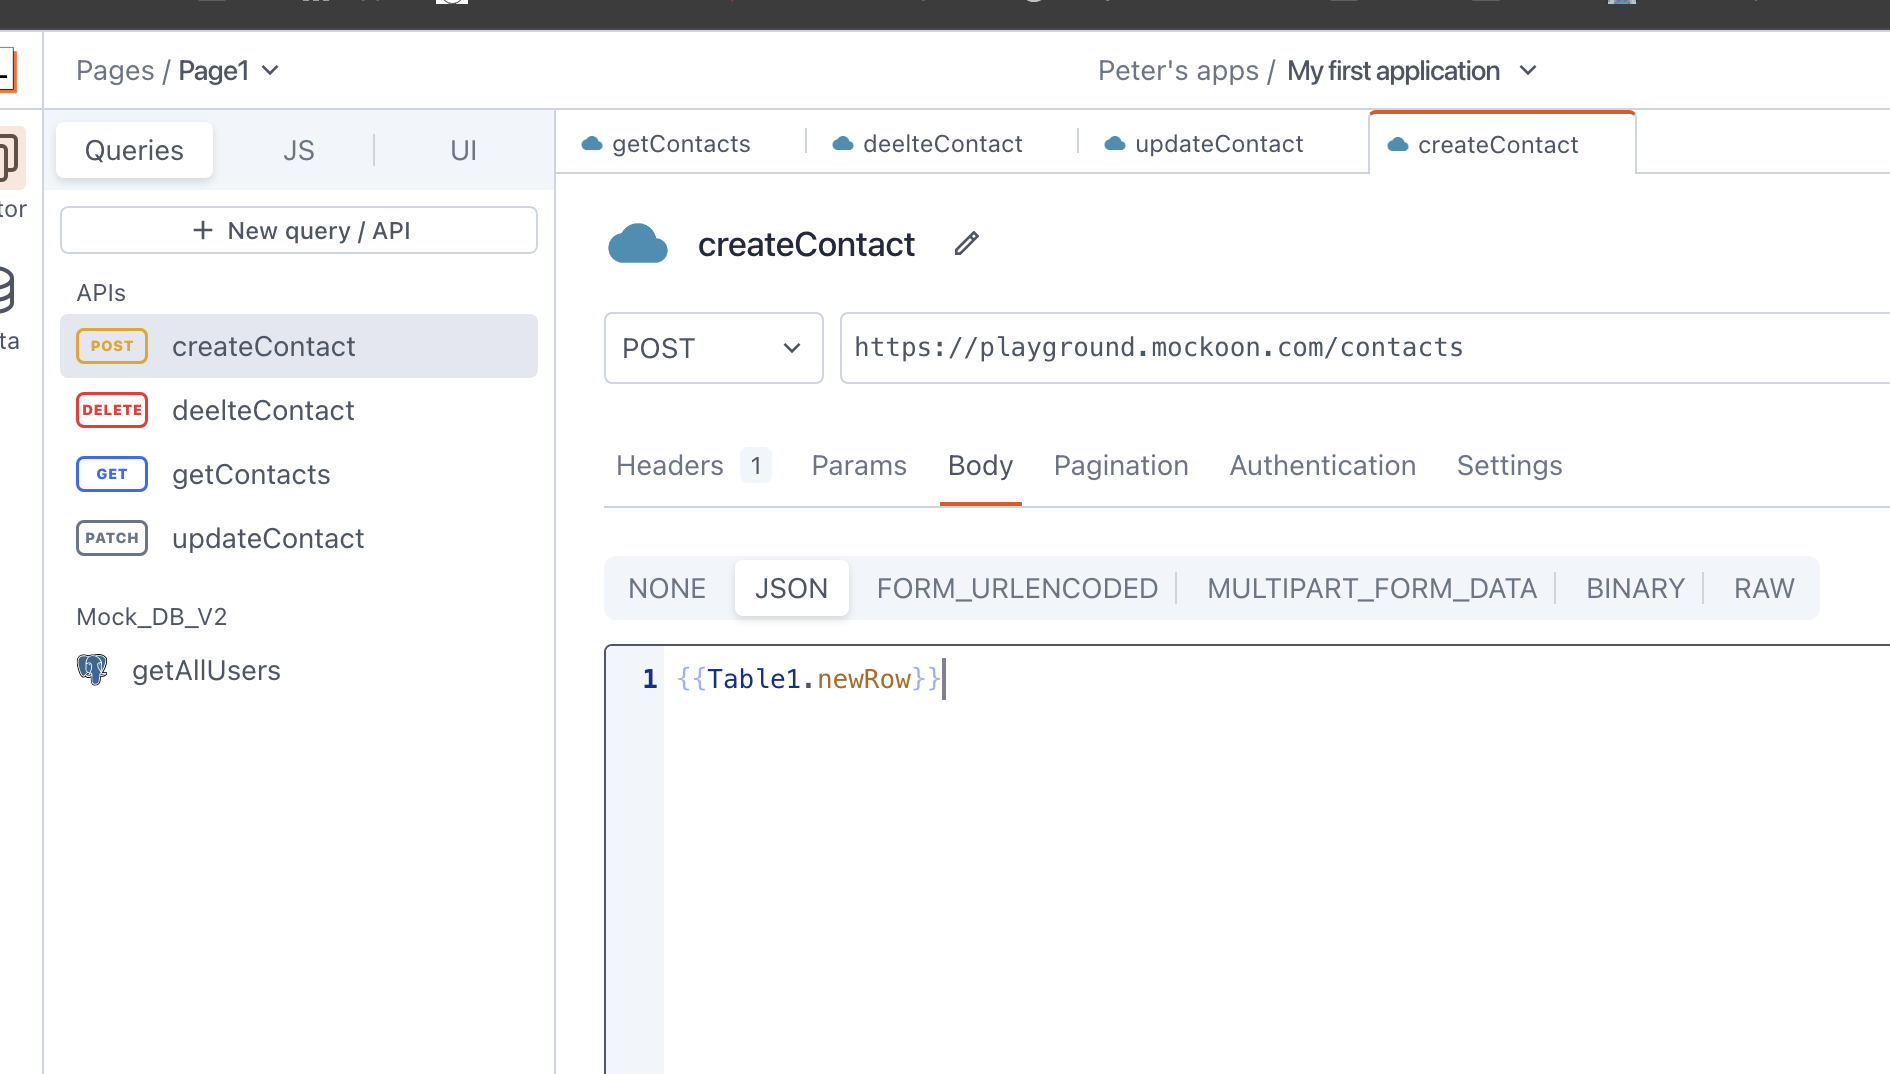 Pages / Page1
Peter's apps / My first application
Queries
JS
UI
getContacts
deelteContact
updateContact
createContact
tor
ta
+ New query / API
APIs
POST createContact
DELETE deelteContact
GET getContacts
PATCH updateContact
Mock_DB_V2
getAllUsers
createContact
POST
https://playground.mockoon.com/contacts
Headers 1 Params Body Pagination Authentication Settings
NONE JSON FORM_URLENCODED MULTIPART_FORM_DATA BINARY RAW
1 {{Table1.newRow}}